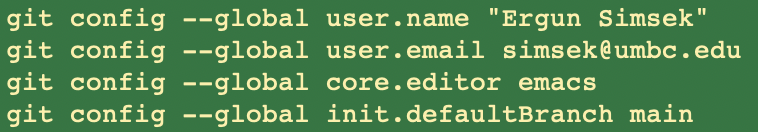 git config --global user.name "Ergun Simsek"
git config --global user.email simsek@umbc.edu
git config --global core.editor emacs
git config --global init.defaultBranch main